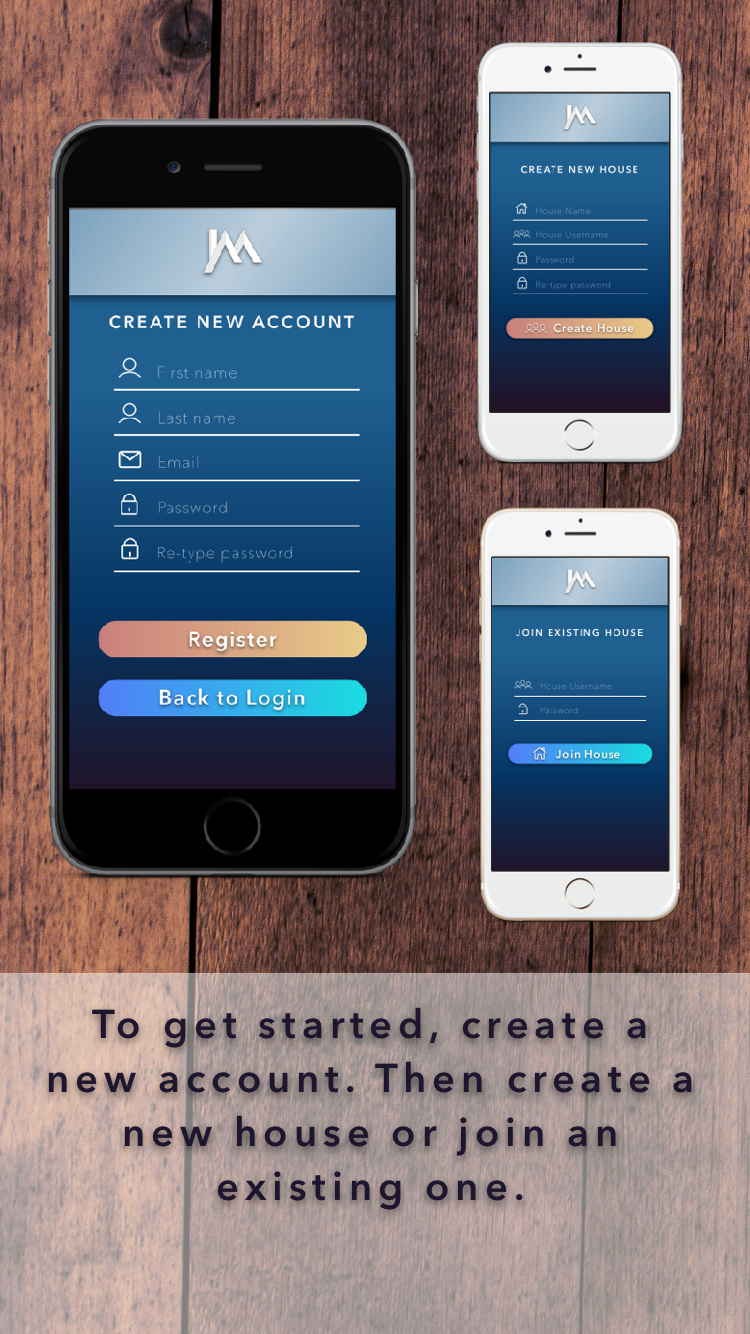 CREATE NEW ACCOUNT
First name
Last name
Email
Password
Re-type password
Register
Back to Login
CREATE NEW HOUSE
House Name
House Username
Password
Re-type password
Create House
JOIN EXISTING HOUSE
House Username
Password
Join House
To get started, create a
new account. Then create a
new house or join an
existing one.